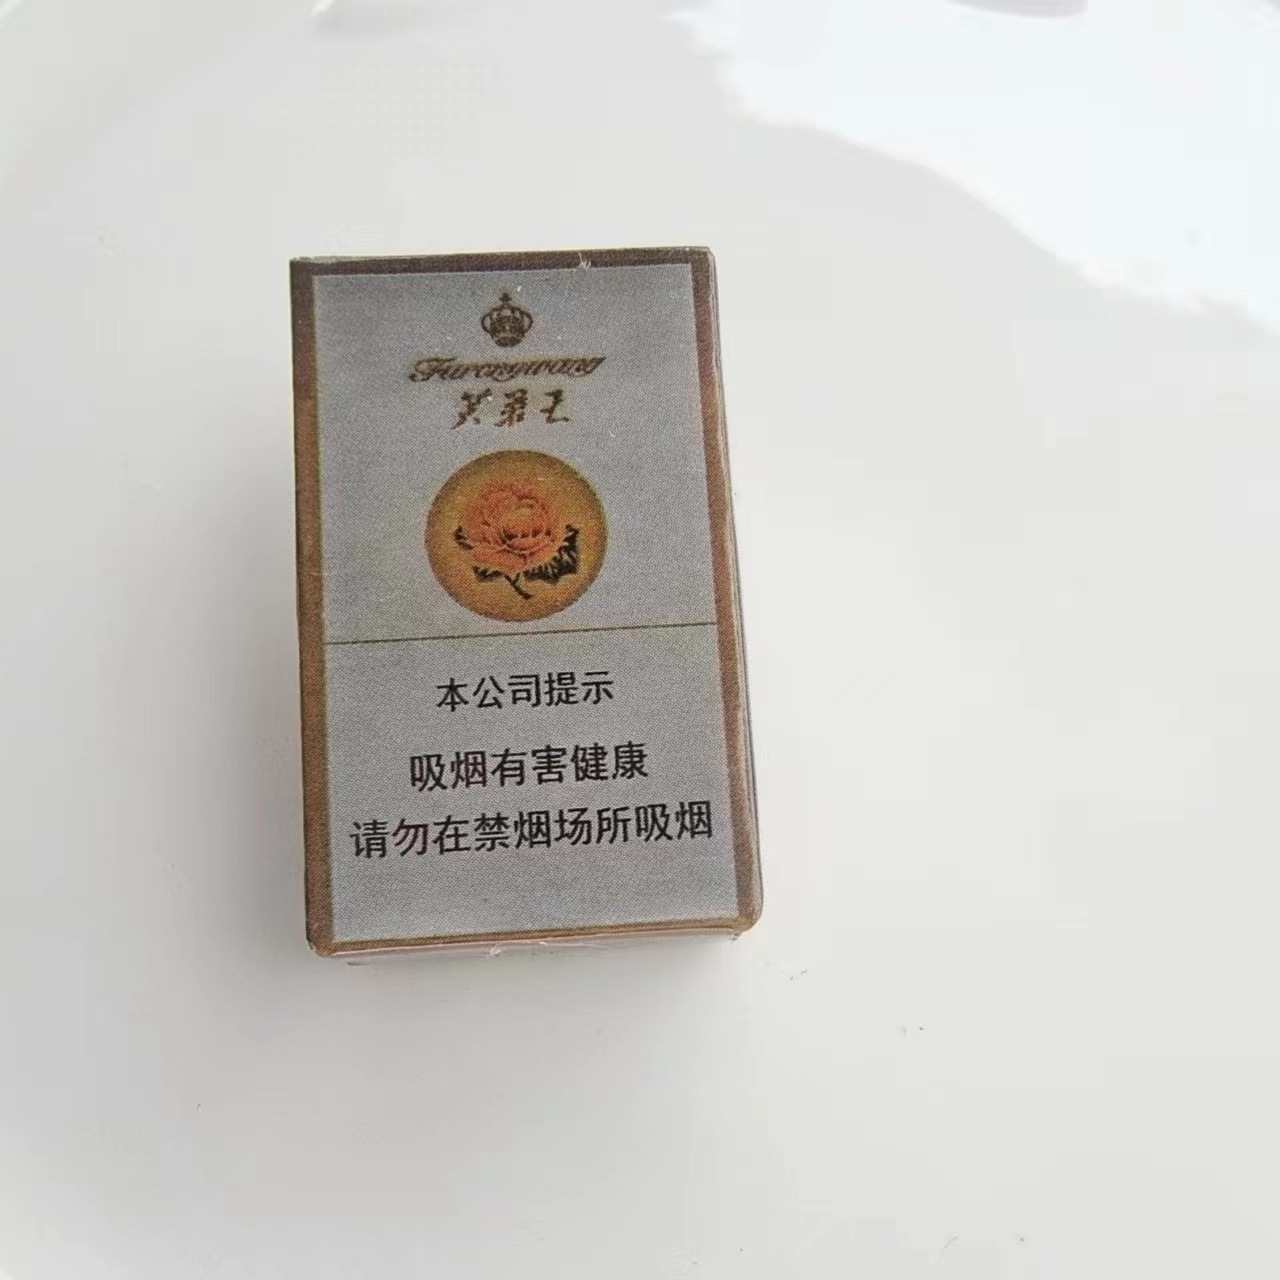 Furongwang
芙蓉王
本公司提示
吸烟有害健康
请勿在禁烟场所吸烟